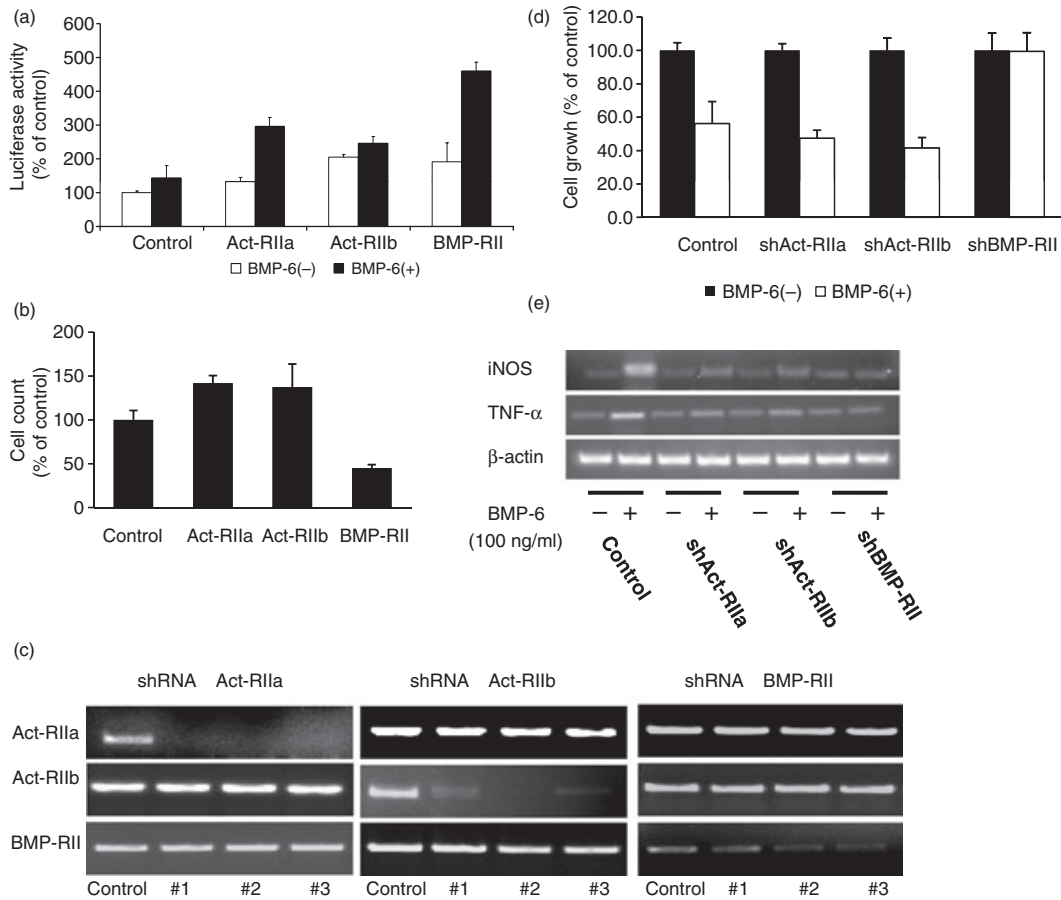 (a)
Luciferase activity
(% of control)
600
500
400
300
200
100
0
Control Act-RIIa Act-RIIb BMP-RII
BMP-6(–) BMP-6(+)
(b)
Cell count
(% of control)
200
150
100
50
0
Control Act-RIIa Act-RIIb BMP-RII
(d)
Cell growth (% of control)
120.0
100.0
80.0
60.0
40.0
20.0
0.0
Control shAct-RIIa shAct-RIIb shBMP-RII
BMP-6(–) BMP-6(+)
(e)
iNOS
TNF-α
β-actin
BMP-6 – + – + – + – +
(100 ng/ml)
Control
shAct-RIIa
shAct-RIIb
shBMP-RII
(c)
shRNA Act-RIIa shRNA Act-RIIb shRNA BMP-RII
Act-RIIa
Act-RIIb
BMP-RII
Control #1 #2 #3 Control #1 #2 #3 Control #1 #2 #3